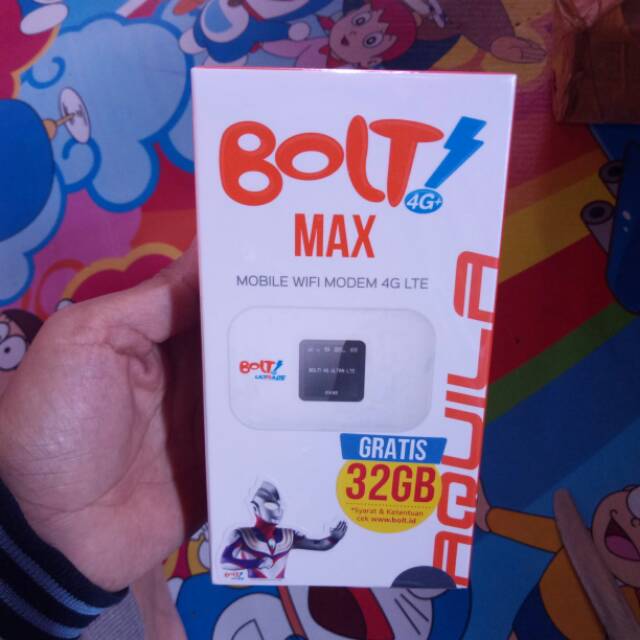 BOLT!
4G+
MAX
MOBILE WIFI MODEM 4G LTE
BOLT!
BOLT! 4G ULTRA LTE
GRATIS
32GB
*Syarat & Ketentuan
cek www.bolt.id
AQUILA
BOLT!